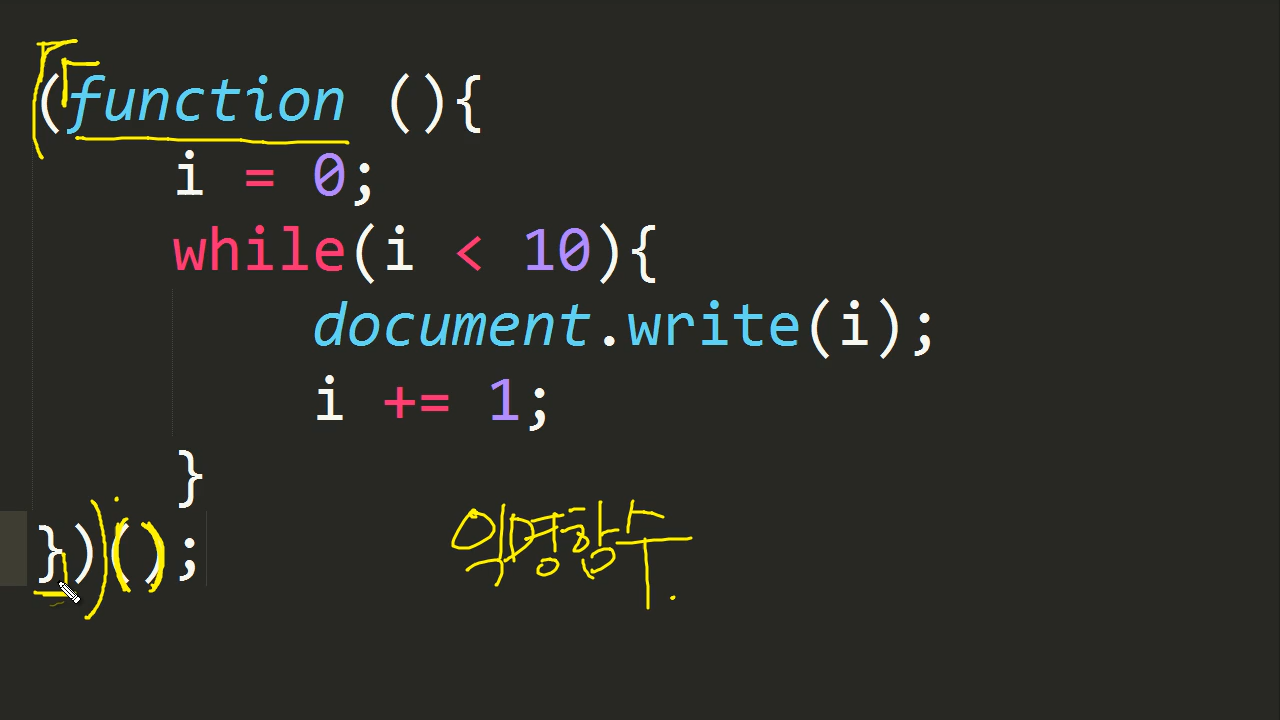 (function (){
i = 0;
while(i < 10){
document.write(i);
i += 1;
}
})();
익명함수.